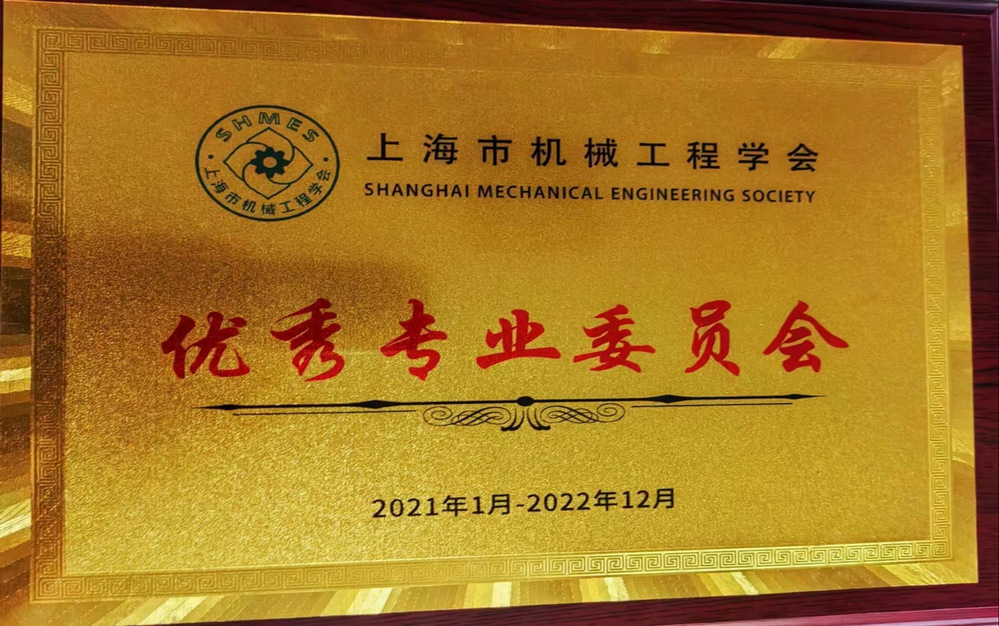 SHMES
上海市机械工程学会
上海市机械工程学会
SHANGHAI MECHANICAL ENGINEERING SOCIETY
优秀专业委员会
2021年1月-2022年12月